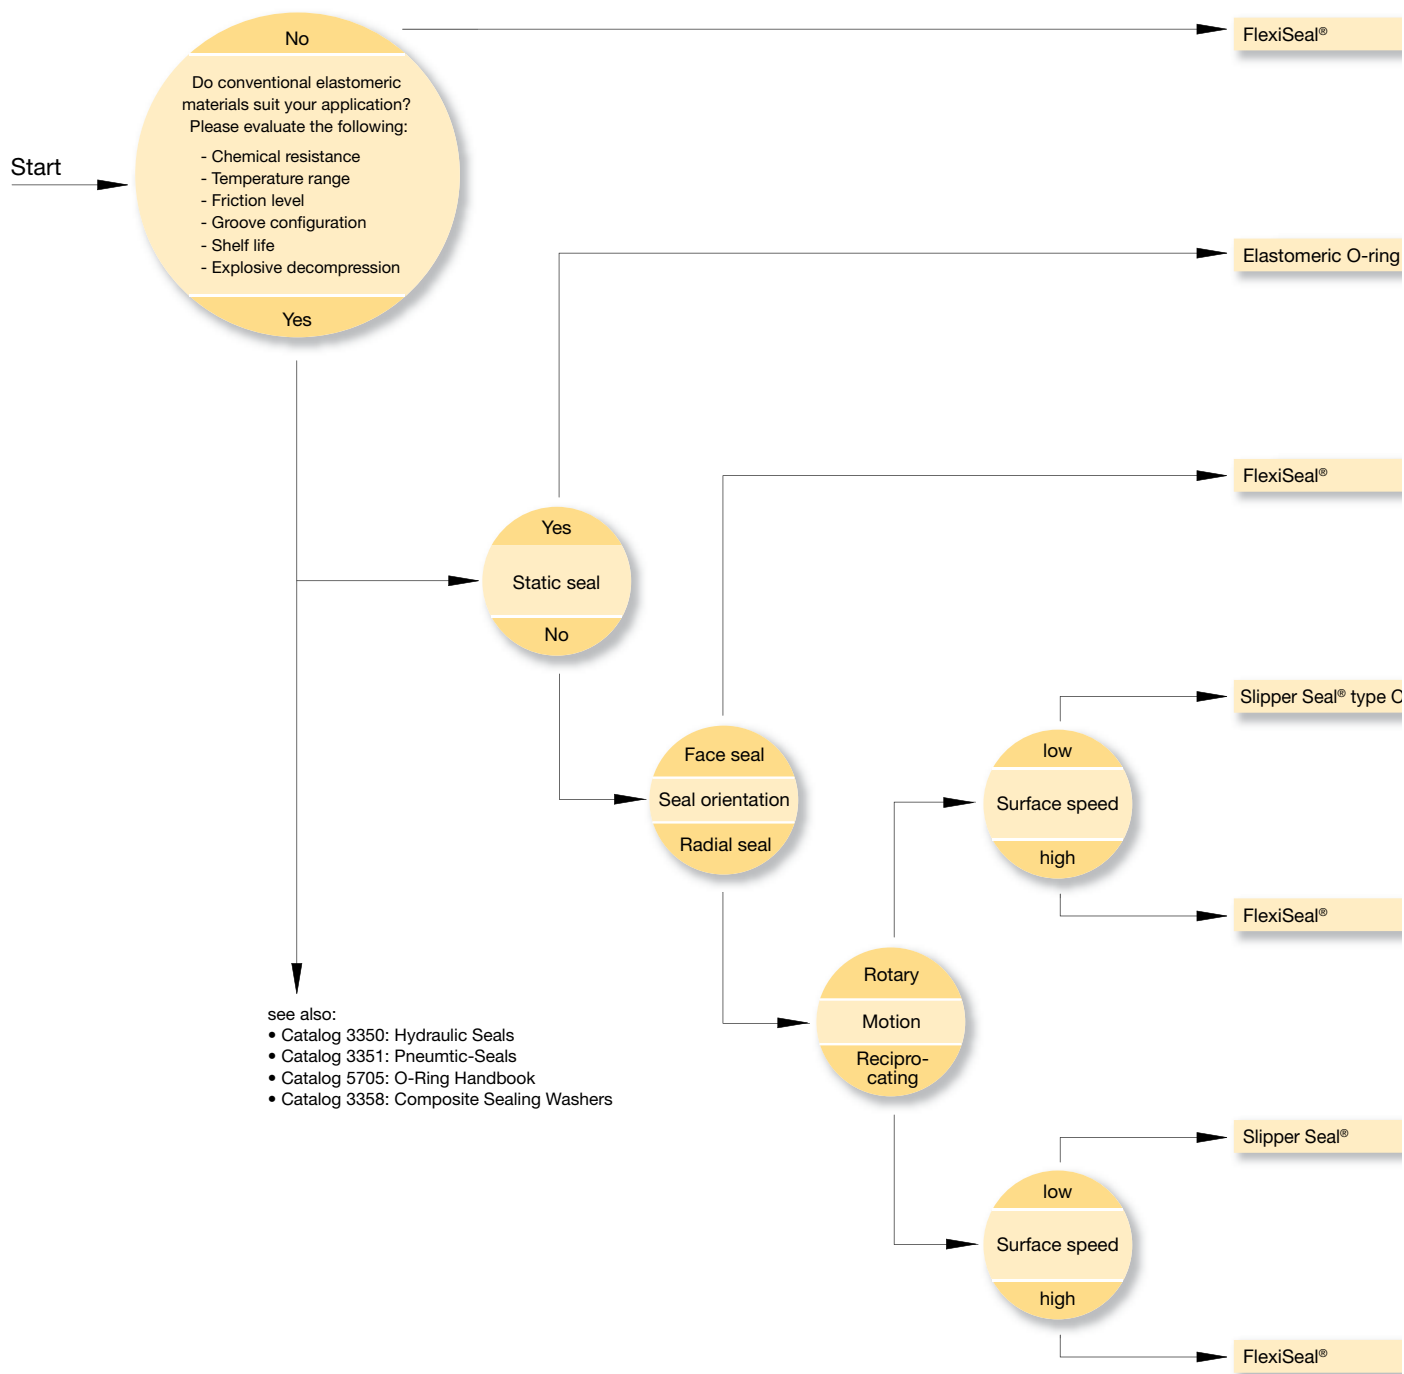 No
FlexiSeal®
Do conventional elastomeric
materials suit your application?
Please evaluate the following:
- Chemical resistance
- Temperature range
- Friction level
- Groove configuration
- Shelf life
- Explosive decompression
Start
Yes
Elastomeric O-ring
FlexiSeal®
Yes
Static seal
No
Slipper Seal® type C
Face seal
Seal orientation
Radial seal
low
Surface speed
high
FlexiSeal®
Rotary
Motion
Recipro-
cating
see also:
• Catalog 3350: Hydraulic Seals
• Catalog 3351: Pneumtic-Seals
• Catalog 5705: O-Ring Handbook
• Catalog 3358: Composite Sealing Washers
Slipper Seal®
low
Surface speed
high
FlexiSeal®